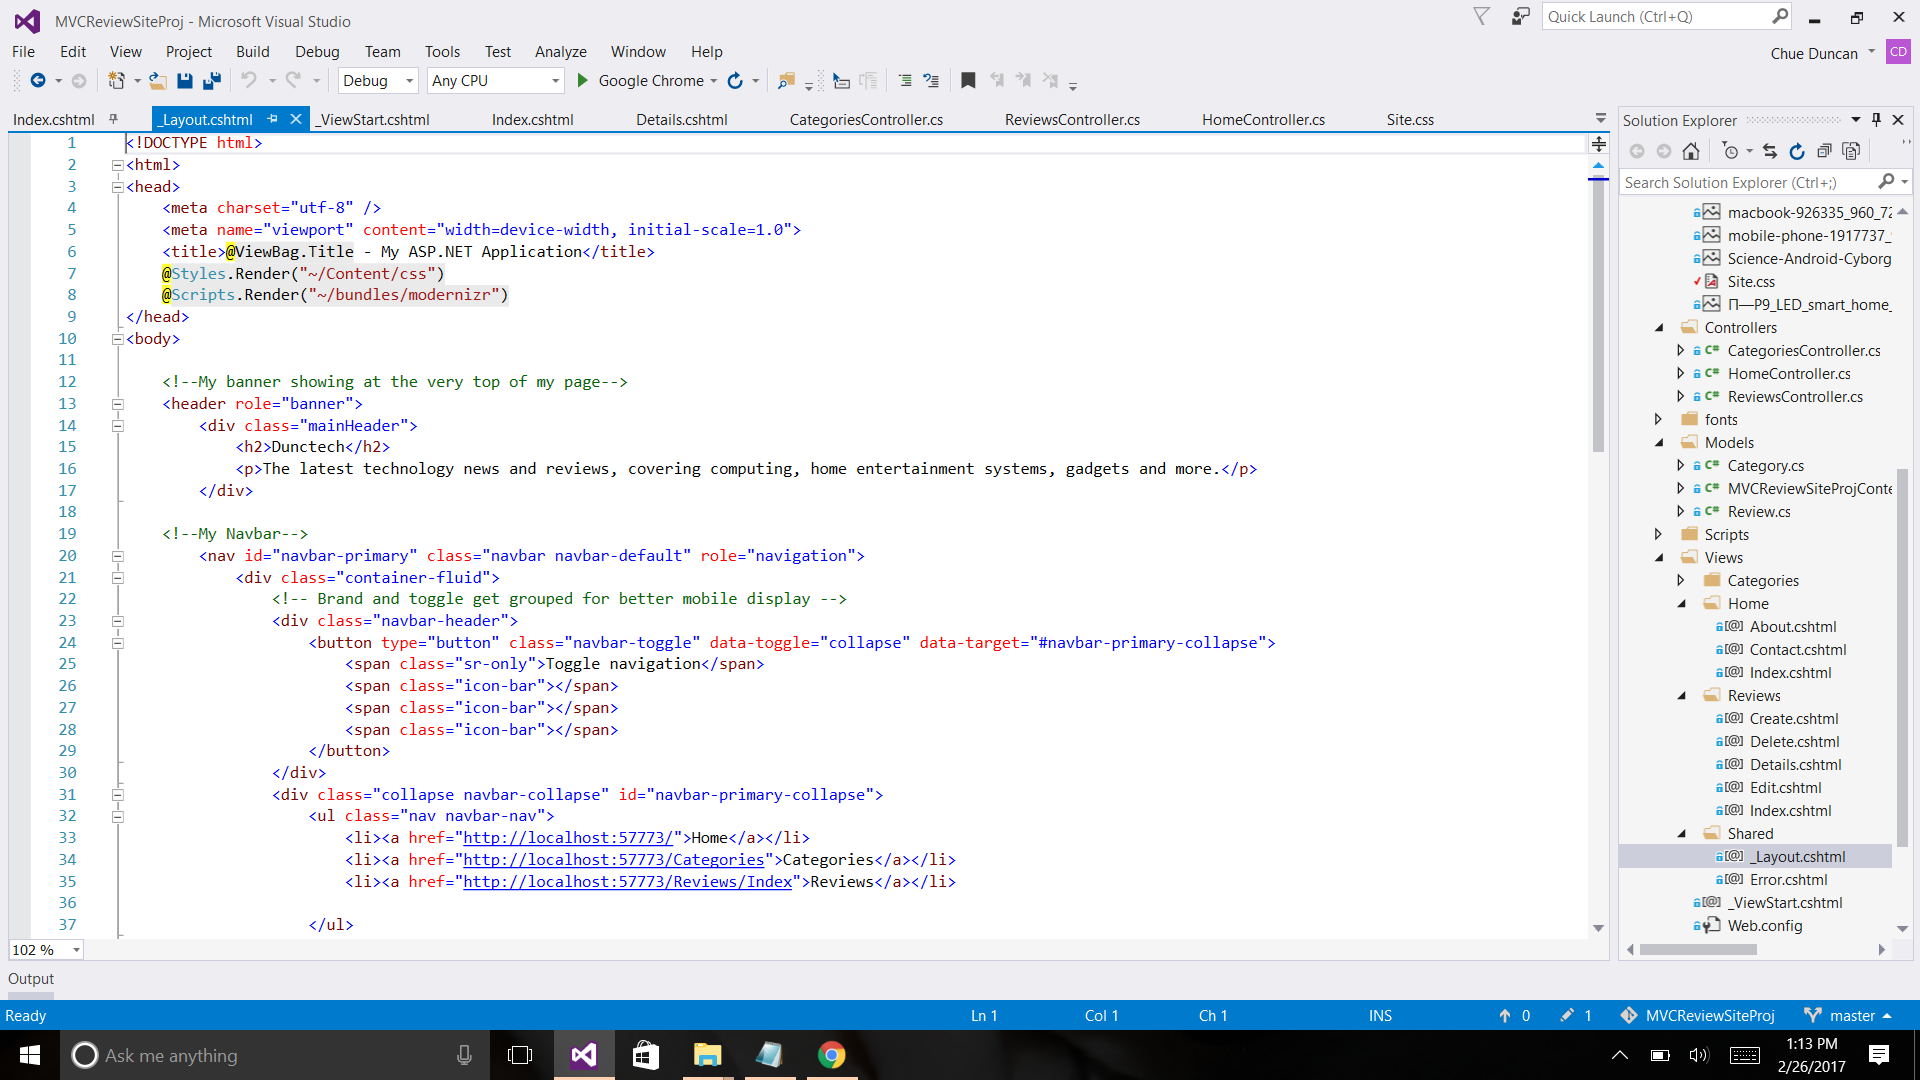 MVCReviewSiteProj - Microsoft Visual Studio
Quick Launch (Ctrl+Q)
File Edit View Project Build Debug Team Tools Test Analyze Window Help
Chue Duncan CD
Debug Any CPU Google Chrome
Index.cshtml _Layout.cshtml _ViewStart.cshtml Index.cshtml Details.cshtml CategoriesController.cs ReviewsController.cs HomeController.cs Site.css
1 <!DOCTYPE html>
2 <html>
3 <head>
4 <meta charset="utf-8" />
5 <meta name="viewport" content="width=device-width, initial-scale=1.0">
6 <title>@ViewBag.Title - My ASP.NET Application</title>
7 @Styles.Render("~/Content/css")
8 @Scripts.Render("~/bundles/modernizr")
9 </head>
10 <body>
11
12 <!--My banner showing at the very top of my page-->
13 <header role="banner">
14 <div class="mainHeader">
15 <h2>Dunctech</h2>
16 <p>The latest technology news and reviews, covering computing, home entertainment systems, gadgets and more.</p>
17 </div>
18
19 <!--My Navbar-->
20 <nav id="navbar-primary" class="navbar navbar-default" role="navigation">
21 <div class="container-fluid">
22 <!-- Brand and toggle get grouped for better mobile display -->
23 <div class="navbar-header">
24 <button type="button" class="navbar-toggle" data-toggle="collapse" data-target="#navbar-primary-collapse">
25 <span class="sr-only">Toggle navigation</span>
26 <span class="icon-bar"></span>
27 <span class="icon-bar"></span>
28 <span class="icon-bar"></span>
29 </button>
30 </div>
31 <div class="collapse navbar-collapse" id="navbar-primary-collapse">
32 <ul class="nav navbar-nav">
33 <li><a href="http://localhost:57773/">Home</a></li>
34 <li><a href="http://localhost:57773/Categories">Categories</a></li>
35 <li><a href="http://localhost:57773/Reviews/Index">Reviews</a></li>
36
37 </ul>
102 %
Solution Explorer
Search Solution Explorer (Ctrl+;)
macbook-926335_960_72
mobile-phone-1917737_
Science-Android-Cyborg
Site.css
П—P9_LED_smart_home_
Controllers
C# CategoriesController.cs
C# HomeController.cs
C# ReviewsController.cs
fonts
Models
C# Category.cs
C# MVCReviewSiteProjConte
C# Review.cs
Scripts
Views
Categories
Home
[@] About.cshtml
[@] Contact.cshtml
[@] Index.cshtml
Reviews
[@] Create.cshtml
[@] Delete.cshtml
[@] Details.cshtml
[@] Edit.cshtml
[@] Index.cshtml
Shared
[@] _Layout.cshtml
[@] Error.cshtml
[@] _ViewStart.cshtml
Web.config
Output
Ready Ln 1 Col 1 Ch 1 INS 0 1 MVCReviewSiteProj master
Ask me anything
1:13 PM
2/26/2017